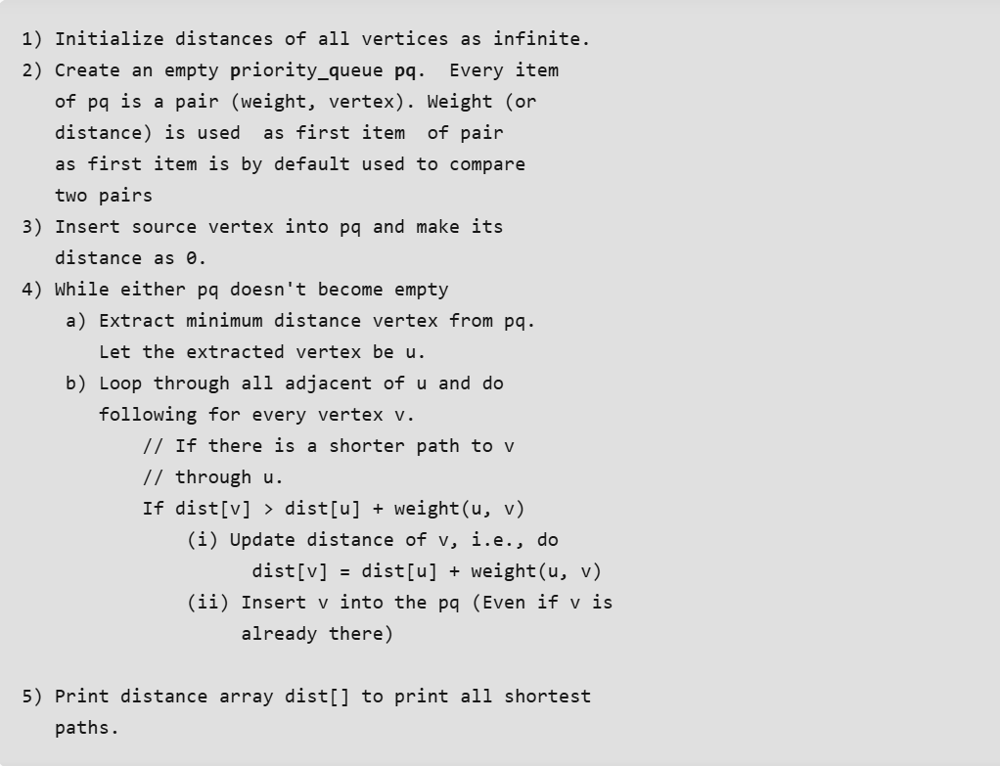 1) Initialize distances of all vertices as infinite.
2) Create an empty priority_queue pq.  Every item
of pq is a pair (weight, vertex). Weight (or
distance) is used  as first item  of pair
as first item is by default used to compare
two pairs
3) Insert source vertex into pq and make its
distance as 0.
4) While either pq doesn't become empty
a) Extract minimum distance vertex from pq.
Let the extracted vertex be u.
b) Loop through all adjacent of u and do
following for every vertex v.
// If there is a shorter path to v
// through u.
If dist[v] > dist[u] + weight(u, v)
(i) Update distance of v, i.e., do
dist[v] = dist[u] + weight(u, v)
(ii) Insert v into the pq (Even if v is
already there)
5) Print distance array dist[] to print all shortest
paths.